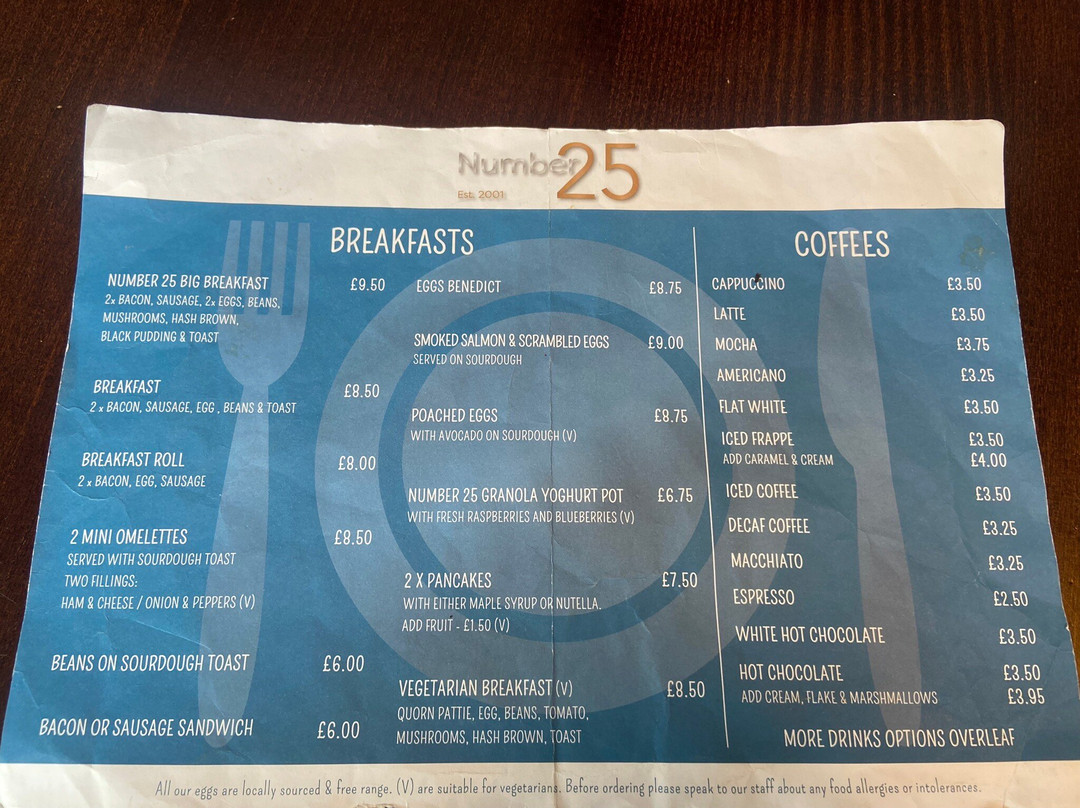 Number 25
Est. 2001
BREAKFASTS
NUMBER 25 BIG BREAKFAST £9.50
2x BACON, SAUSAGE, 2x EGGS, BEANS,
MUSHROOMS, HASH BROWN,
BLACK PUDDING & TOAST
BREAKFAST £8.50
2 x BACON, SAUSAGE, EGG , BEANS & TOAST
BREAKFAST ROLL £8.00
2 x BACON, EGG, SAUSAGE
2 MINI OMELETTES £8.50
SERVED WITH SOURDOUGH TOAST
TWO FILLINGS:
HAM & CHEESE / ONION & PEPPERS (V)
BEANS ON SOURDOUGH TOAST £6.00
BACON OR SAUSAGE SANDWICH £6.00
EGGS BENEDICT £8.75
SMOKED SALMON & SCRAMBLED EGGS £9.00
SERVED ON SOURDOUGH
POACHED EGGS £8.75
WITH AVOCADO ON SOURDOUGH (V)
NUMBER 25 GRANOLA YOGHURT POT £6.75
WITH FRESH RASPBERRIES AND BLUEBERRIES (V)
2 X PANCAKES £7.50
WITH EITHER MAPLE SYRUP OR NUTELLA.
ADD FRUIT - £1.50 (V)
VEGETARIAN BREAKFAST (V) £8.50
QUORN PATTIE, EGG, BEANS, TOMATO,
MUSHROOMS, HASH BROWN, TOAST
COFFEES
CAPPUCCINO £3.50
LATTE £3.50
MOCHA £3.75
AMERICANO £3.25
FLAT WHITE £3.50
ICED FRAPPE £3.50
ADD CARAMEL & CREAM £4.00
ICED COFFEE £3.50
DECAF COFFEE £3.25
MACCHIATO £3.25
ESPRESSO £2.50
WHITE HOT CHOCOLATE £3.50
HOT CHOCOLATE £3.50
ADD CREAM, FLAKE & MARSHMALLOWS £3.95
MORE DRINKS OPTIONS OVERLEAF
All our eggs are locally sourced & free range. (V) are suitable for vegetarians. Before ordering please speak to our staff about any food allergies or intolerances.